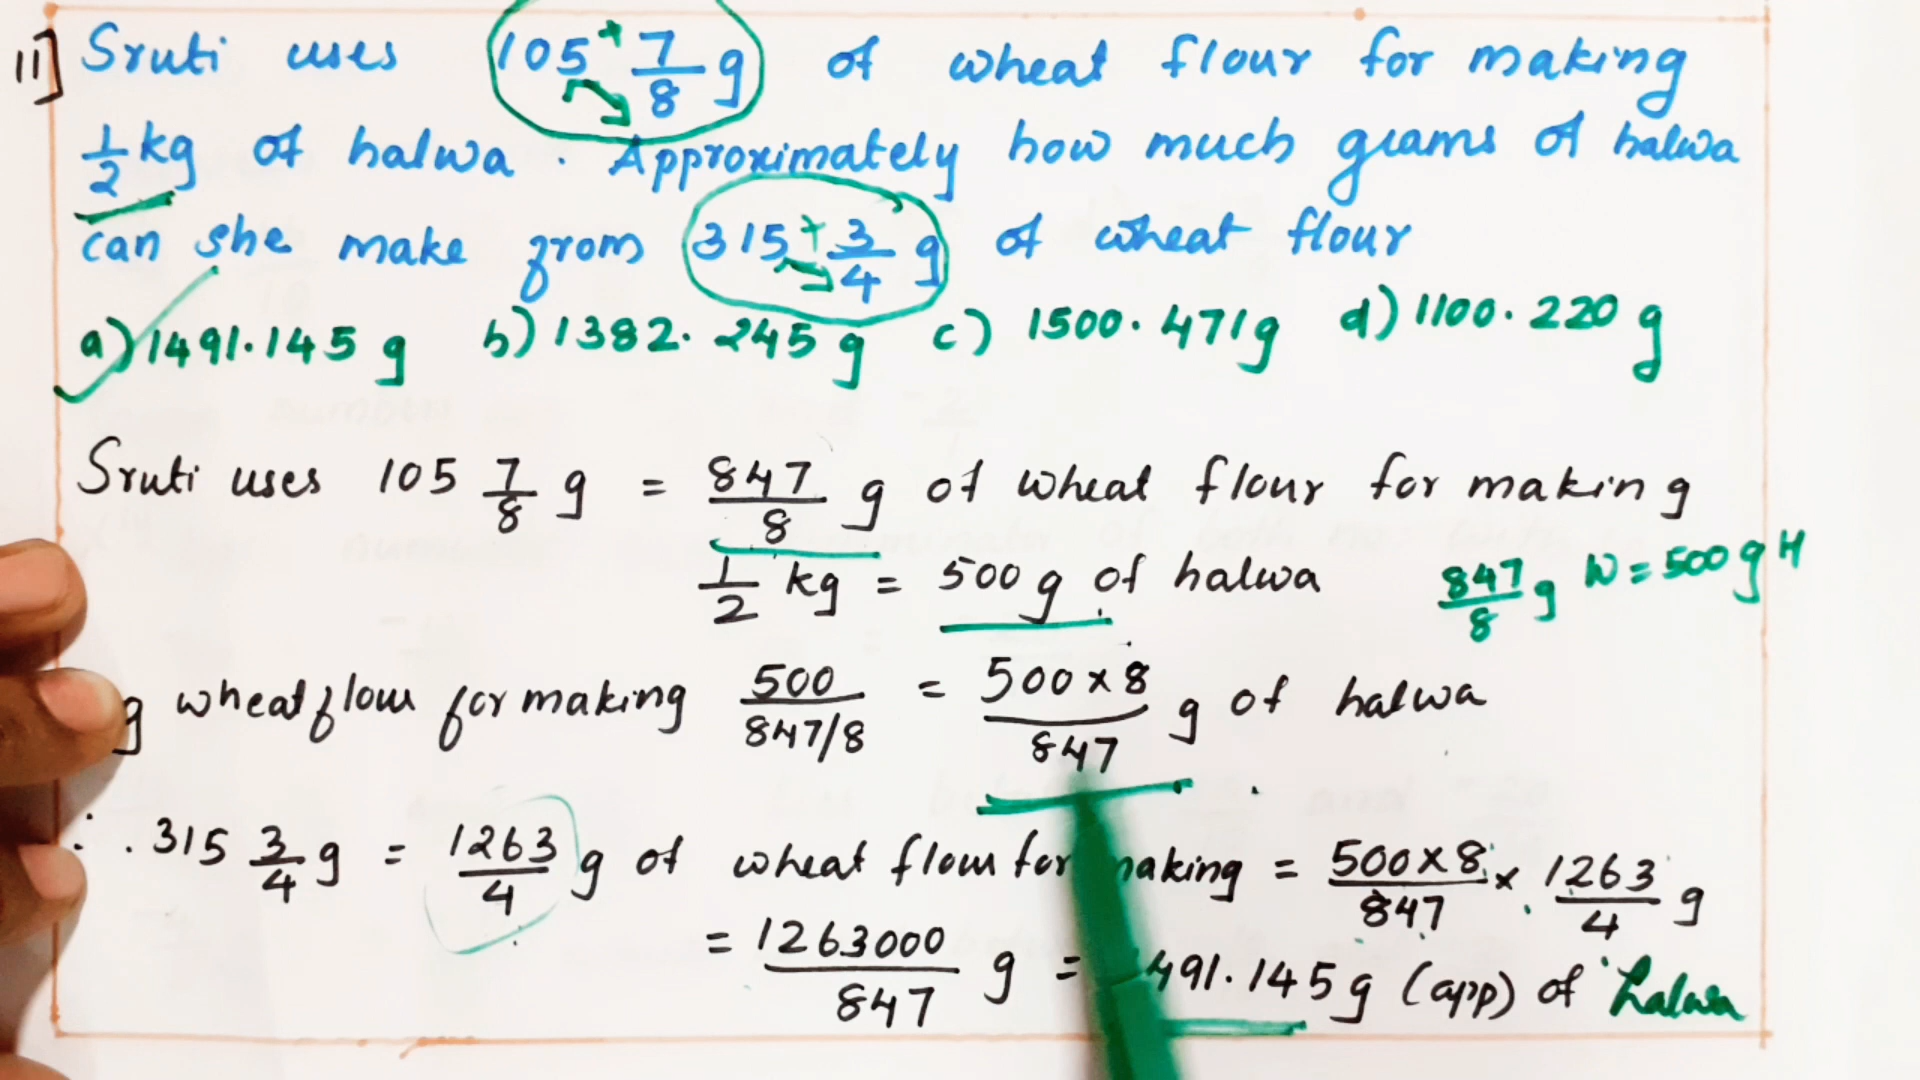 11] Sruti uses 105 7/8 g of wheat flour for making
1/2 kg of halwa. Approximately how much grams of halwa
can she make from 315 3/4 g of wheat flour
a) 1491.145 g b) 1382.245 g c) 1500.471g d) 1100.220 g
Sruti uses 105 7/8 g = 847/8 g of wheat flour for making
1/2 kg = 500 g of halwa 847/8 g W = 500 g H
g wheat flour for making 500/847/8 = 500×8/847 g of halwa
∴ 315 3/4 g = 1263/4 g of wheat flour for making = 500×8/847 × 1263/4 g
= 1263000/847 g = 491.145g (app) of halwa